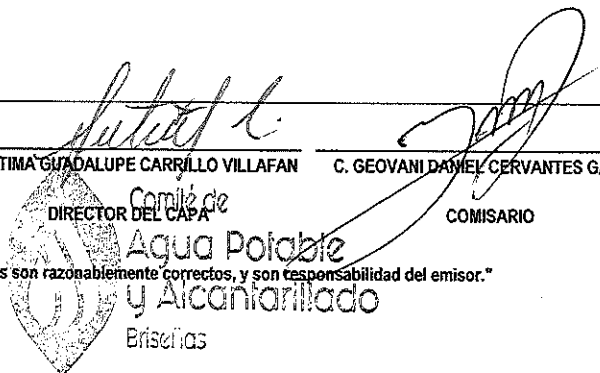 TIMA GUADALUPE CARRILLO VILLAFAN    C. GEOVANI DANIEL CERVANTES G
DIRECTOR DEL CAPA    COMISARIO
Comité de
Agua Potable
s son razonablemente correctos, y son responsabilidad del emisor."
y Alcantarillado
Briseñas